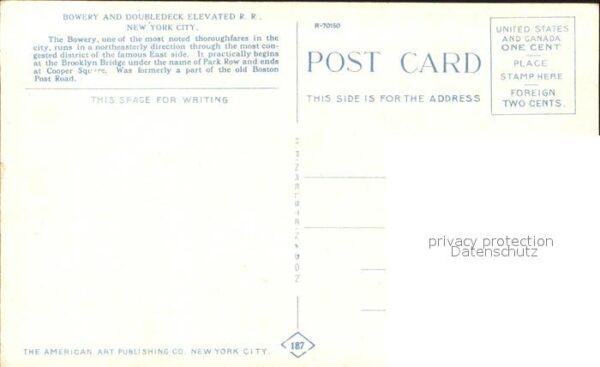 BOWERY AND DOUBLEDECK ELEVATED R. R.,
NEW YORK CITY.
The Bowery, one of the most noted thoroughfares in the
city, runs in a northeasterly direction through the most con-
gested district of the famous East side. It practically begins
at the Brooklyn Bridge under the name of Park Row and ends
at Cooper Square. Was formerly a part of the old Boston
Post Road.
THIS SPACE FOR WRITING
R-70150
POST CARD
THIS SIDE IS FOR THE ADDRESS
UNITED STATES
AND CANADA
ONE CENT
PLACE
STAMP HERE
FOREIGN
TWO CENTS.
privacy protection
Datenschutz
187
THE AMERICAN ART PUBLISHING CO. NEW YORK CITY.